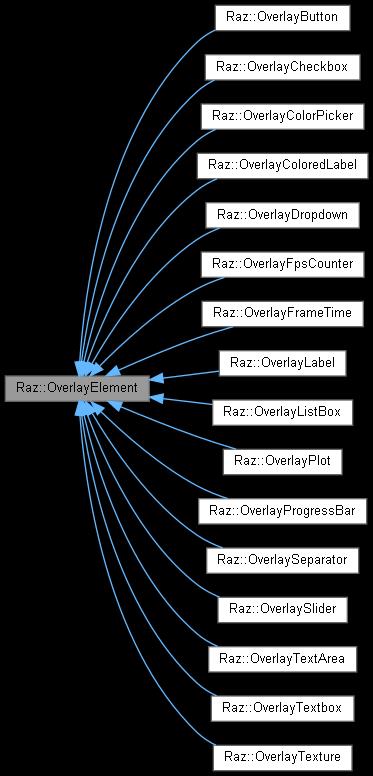 Raz::OverlayButton
Raz::OverlayCheckbox
Raz::OverlayColorPicker
Raz::OverlayColoredLabel
Raz::OverlayDropdown
Raz::OverlayFpsCounter
Raz::OverlayFrameTime
Raz::OverlayLabel
Raz::OverlayElement
Raz::OverlayListBox
Raz::OverlayPlot
Raz::OverlayProgressBar
Raz::OverlaySeparator
Raz::OverlaySlider
Raz::OverlayTextArea
Raz::OverlayTextbox
Raz::OverlayTexture